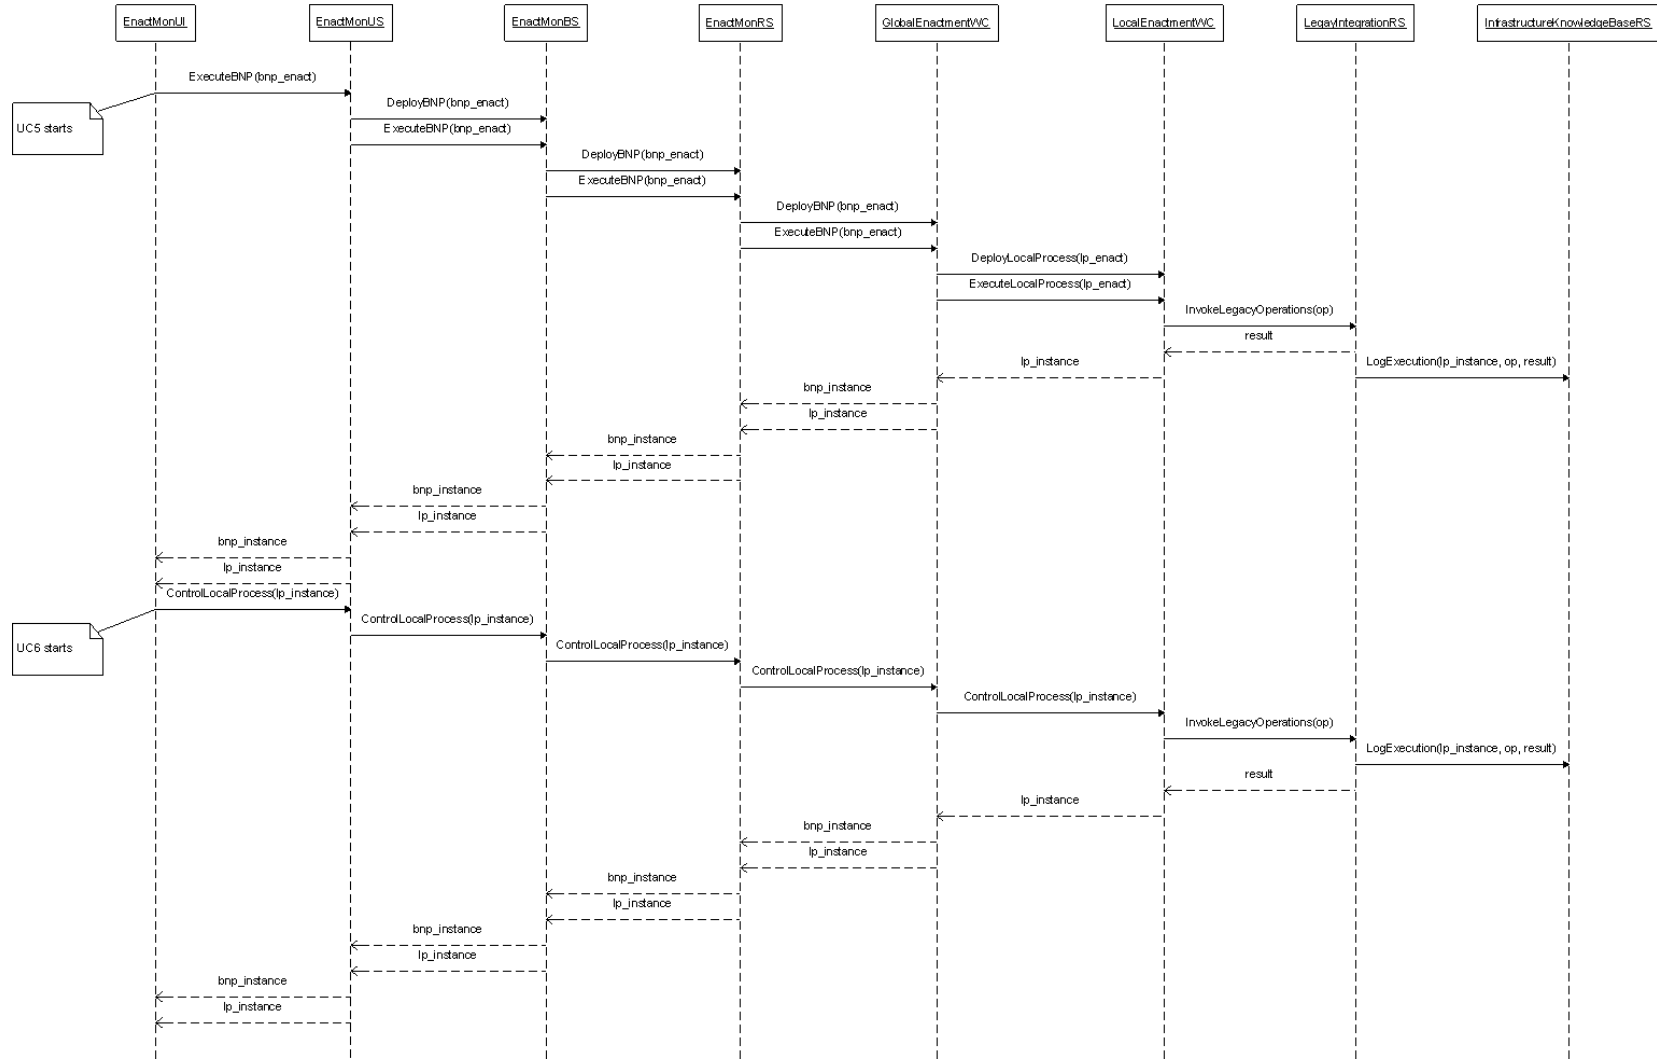 EnactMonUI
EnactMonUS
EnactMonBS
EnactMonRS
GlobalEnactmentWC
LocalEnactmentWC
LegayIntegrationRS
InfrastructureKnowledgeBaseRS
ExecuteBNP(bnp_enact)
UC5 starts
DeployBNP(bnp_enact)
ExecuteBNP(bnp_enact)
DeployBNP(bnp_enact)
ExecuteBNP(bnp_enact)
DeployBNP(bnp_enact)
ExecuteBNP(bnp_enact)
DeployLocalProcess(lp_enact)
ExecuteLocalProcess(lp_enact)
InvokeLegacyOperations(op)
result
lp_instance
LogExecution(lp_instance, op, result)
bnp_instance
lp_instance
bnp_instance
lp_instance
bnp_instance
lp_instance
bnp_instance
lp_instance
ControlLocalProcess(lp_instance)
UC6 starts
ControlLocalProcess(lp_instance)
ControlLocalProcess(lp_instance)
ControlLocalProcess(lp_instance)
ControlLocalProcess(lp_instance)
InvokeLegacyOperations(op)
LogExecution(lp_instance, op, result)
result
lp_instance
bnp_instance
lp_instance
bnp_instance
lp_instance
bnp_instance
lp_instance
bnp_instance
lp_instance